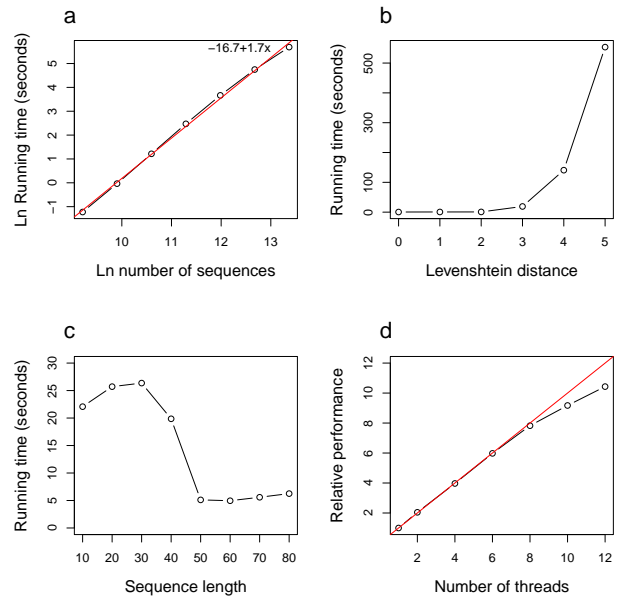 a
−16.7+1.7x
5
4
3
2
1
0
−1
Ln Running time (seconds)
10 11 12 13
Ln number of sequences
b
500
300
100
0
Running time (seconds)
0 1 2 3 4 5
Levenshtein distance
c
30
25
20
15
10
5
0
Running time (seconds)
10 20 30 40 50 60 70 80
Sequence length
d
12
10
8
6
4
2
Relative performance
2 4 6 8 10 12
Number of threads